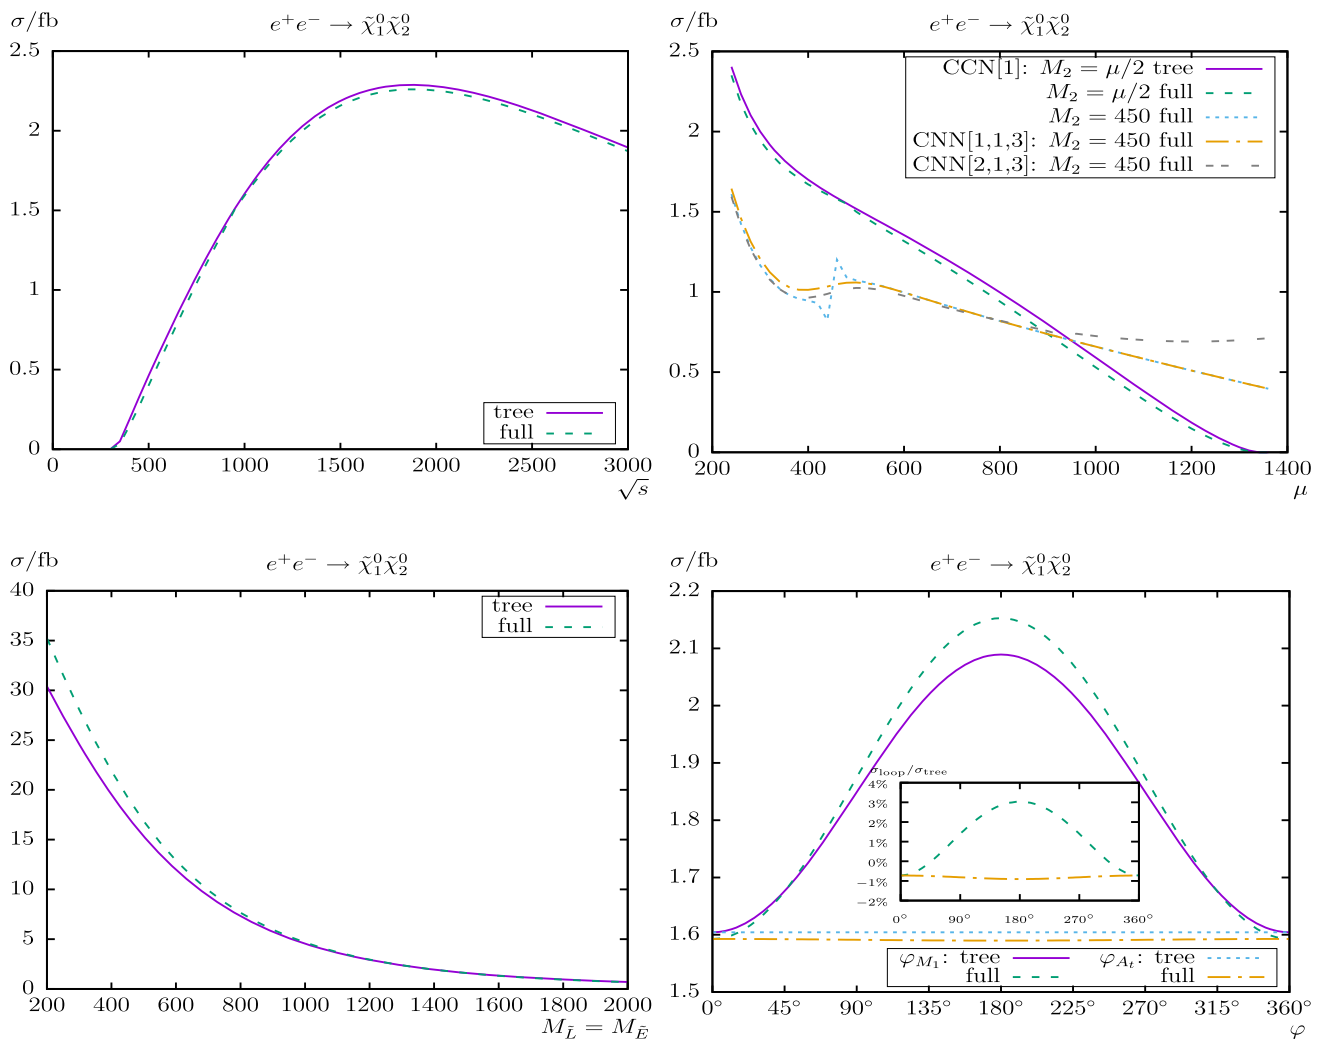 σ/fb
e⁺e⁻ → χ̃⁰₁χ̃⁰₂
2.5
2
1.5
1
0.5
0
0 500 1000 1500 2000 2500 3000
√s
tree
full
σ/fb
e⁺e⁻ → χ̃⁰₁χ̃⁰₂
2.5
2
1.5
1
0.5
0
200 400 600 800 1000 1200 1400
μ
CCN[1]: M₂ = μ/2 tree
M₂ = μ/2 full
M₂ = 450 full
CNN[1,1,3]: M₂ = 450 full
CNN[2,1,3]: M₂ = 450 full
σ/fb
e⁺e⁻ → χ̃⁰₁χ̃⁰₂
40
35
30
25
20
15
10
5
0
200 400 600 800 1000 1200 1400 1600 1800 2000
M_L̃ = M_Ẽ
tree
full
σ/fb
e⁺e⁻ → χ̃⁰₁χ̃⁰₂
2.2
2.1
2
1.9
1.8
1.7
1.6
1.5
0° 45° 90° 135° 180° 225° 270° 315° 360°
φ
σ_loop/σ_tree
4%
3%
2%
1%
0%
−1%
−2%
0° 90° 180° 270° 360°
φ_M₁: tree φ_Aₜ: tree
full full